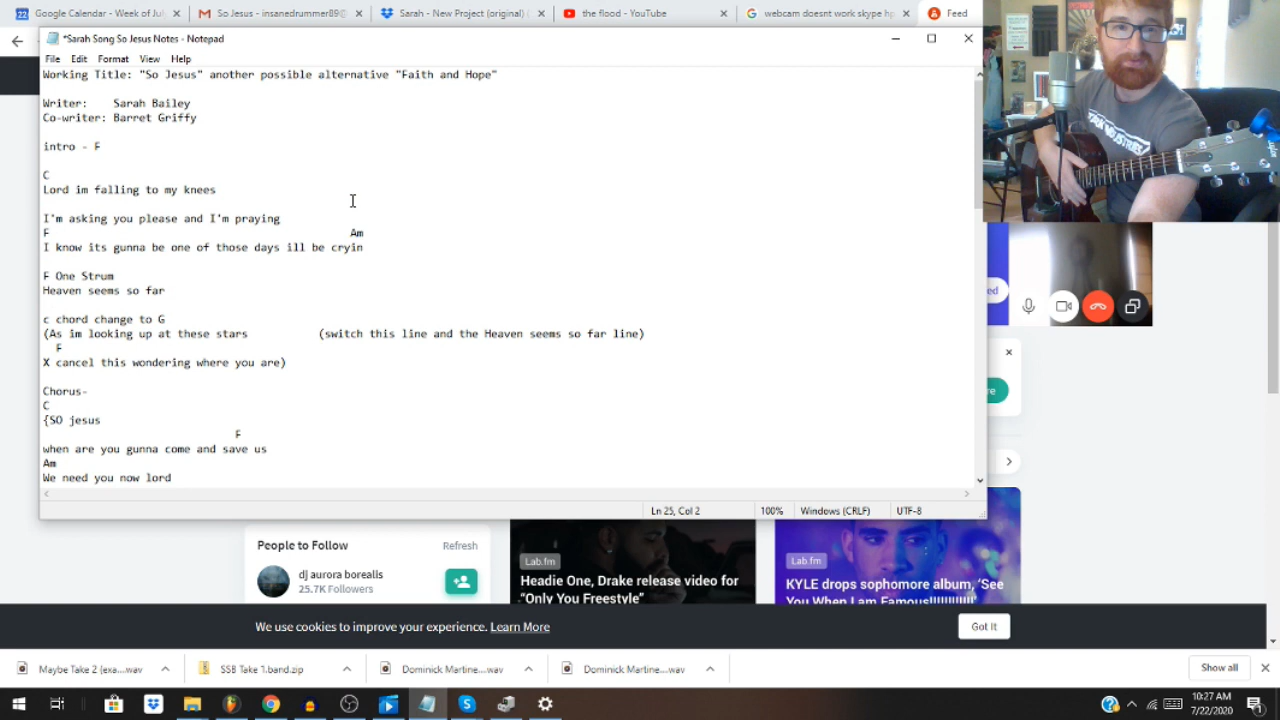 Google Calendar - Week of July
So Jesus - insanedrummer89@
Sarah - New Project (original) (
the flood - YouTube
webcam doesnt work skype hp
Feed
*Sarah Song So Jesus Notes - Notepad
File Edit Format View Help
Working Title: "So Jesus" another possible alternative "Faith and Hope"
Writer: Sarah Bailey
Co-writer: Barret Griffy
intro - F
C
Lord im falling to my knees
I'm asking you please and I'm praying
F Am
I know its gunna be one of those days ill be cryin
F One Strum
Heaven seems so far
c chord change to G
(As im looking up at these stars (switch this line and the Heaven seems so far line)
F
X cancel this wondering where you are)
Chorus-
C
{SO jesus
F
when are you gunna come and save us
Am
We need you now lord
Ln 25, Col 2 100% Windows (CRLF) UTF-8
People to Follow Refresh
dj aurora borealis
25.7K Followers
Lab.fm
Headie One, Drake release video for
"Only You Freestyle"
Lab.fm
KYLE drops sophomore album, 'See
You When I am Famous!!!!!!!!!!!!'
We use cookies to improve your experience. Learn More
Got It
Maybe Take 2 (exa....wav
SSB Take 1.band.zip
Dominick Martine....wav
Dominick Martine....wav
Show all
10:27 AM
7/22/2020